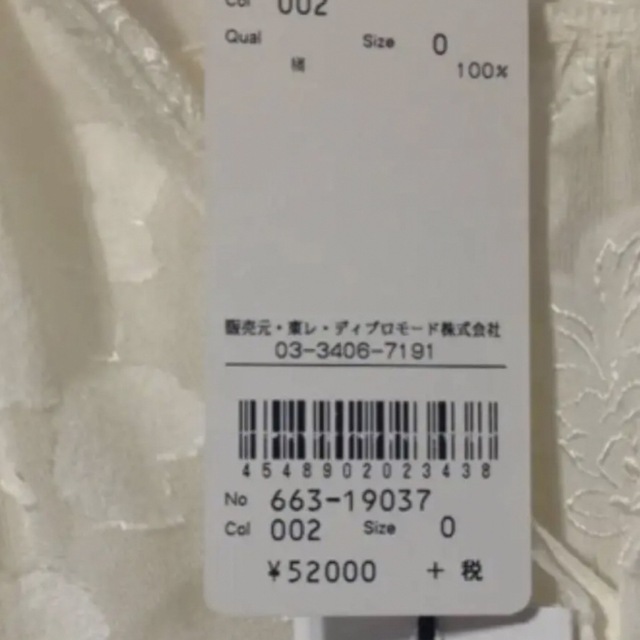 Col 002
Qual Size 0
綿 100%
販売元・東レ・ディプロモード株式会社
03-3406-7191
4548902023438
No 663-19037
Col 002 Size 0
¥52000 + 税